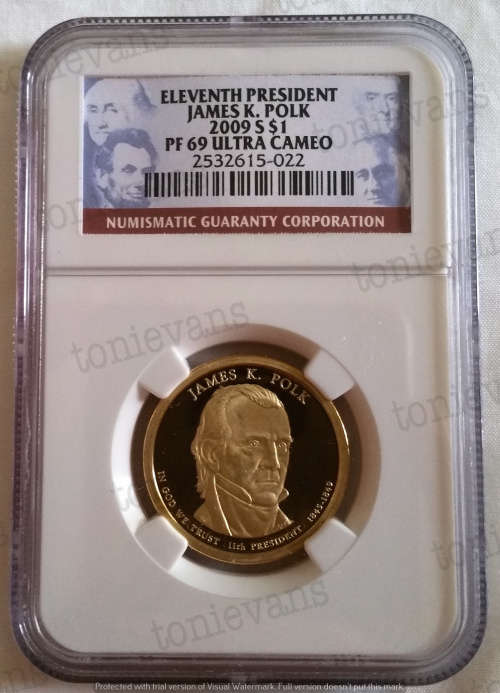 ELEVENTH PRESIDENT
JAMES K. POLK
2009 S $1
PF 69 ULTRA CAMEO
2532615-022
NUMISMATIC GUARANTY CORPORATION
JAMES K. POLK
IN GOD WE TRUST · 11th PRESIDENT 1845-1849
tonievans
tonievans
tonievans
tonievans
tonievans
tonievans
Protected with trial version of Visual Watermark. Full version doesn't put this mark.